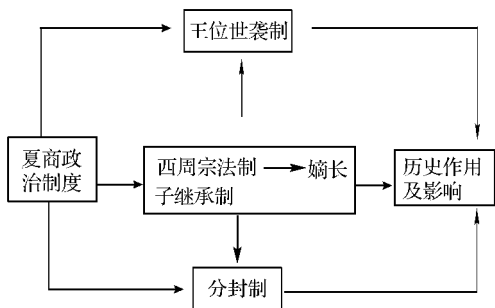 王位世袭制
夏商政
治制度
西周宗法制 嫡长
子继承制
历史作用
及影响
分封制